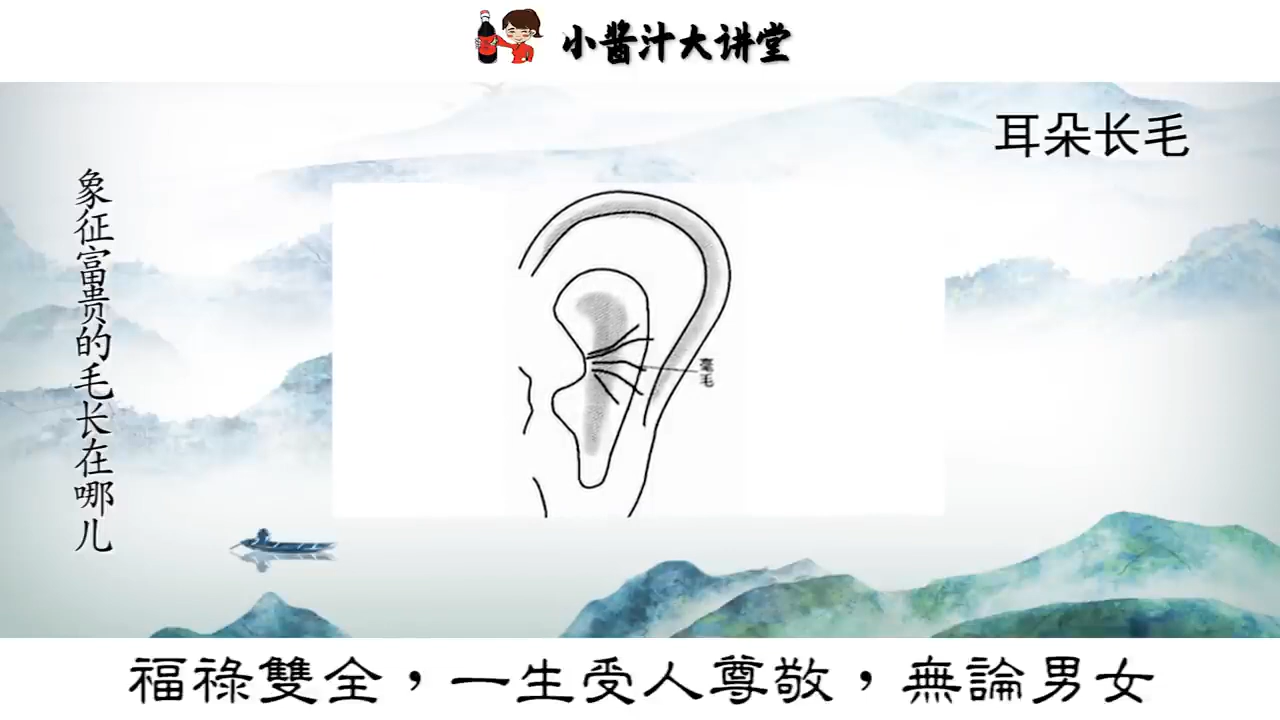 小酱汁大讲堂
耳朵长毛
象征富贵的毛长在哪儿
毫毛
福祿雙全，一生受人尊敬，無論男女